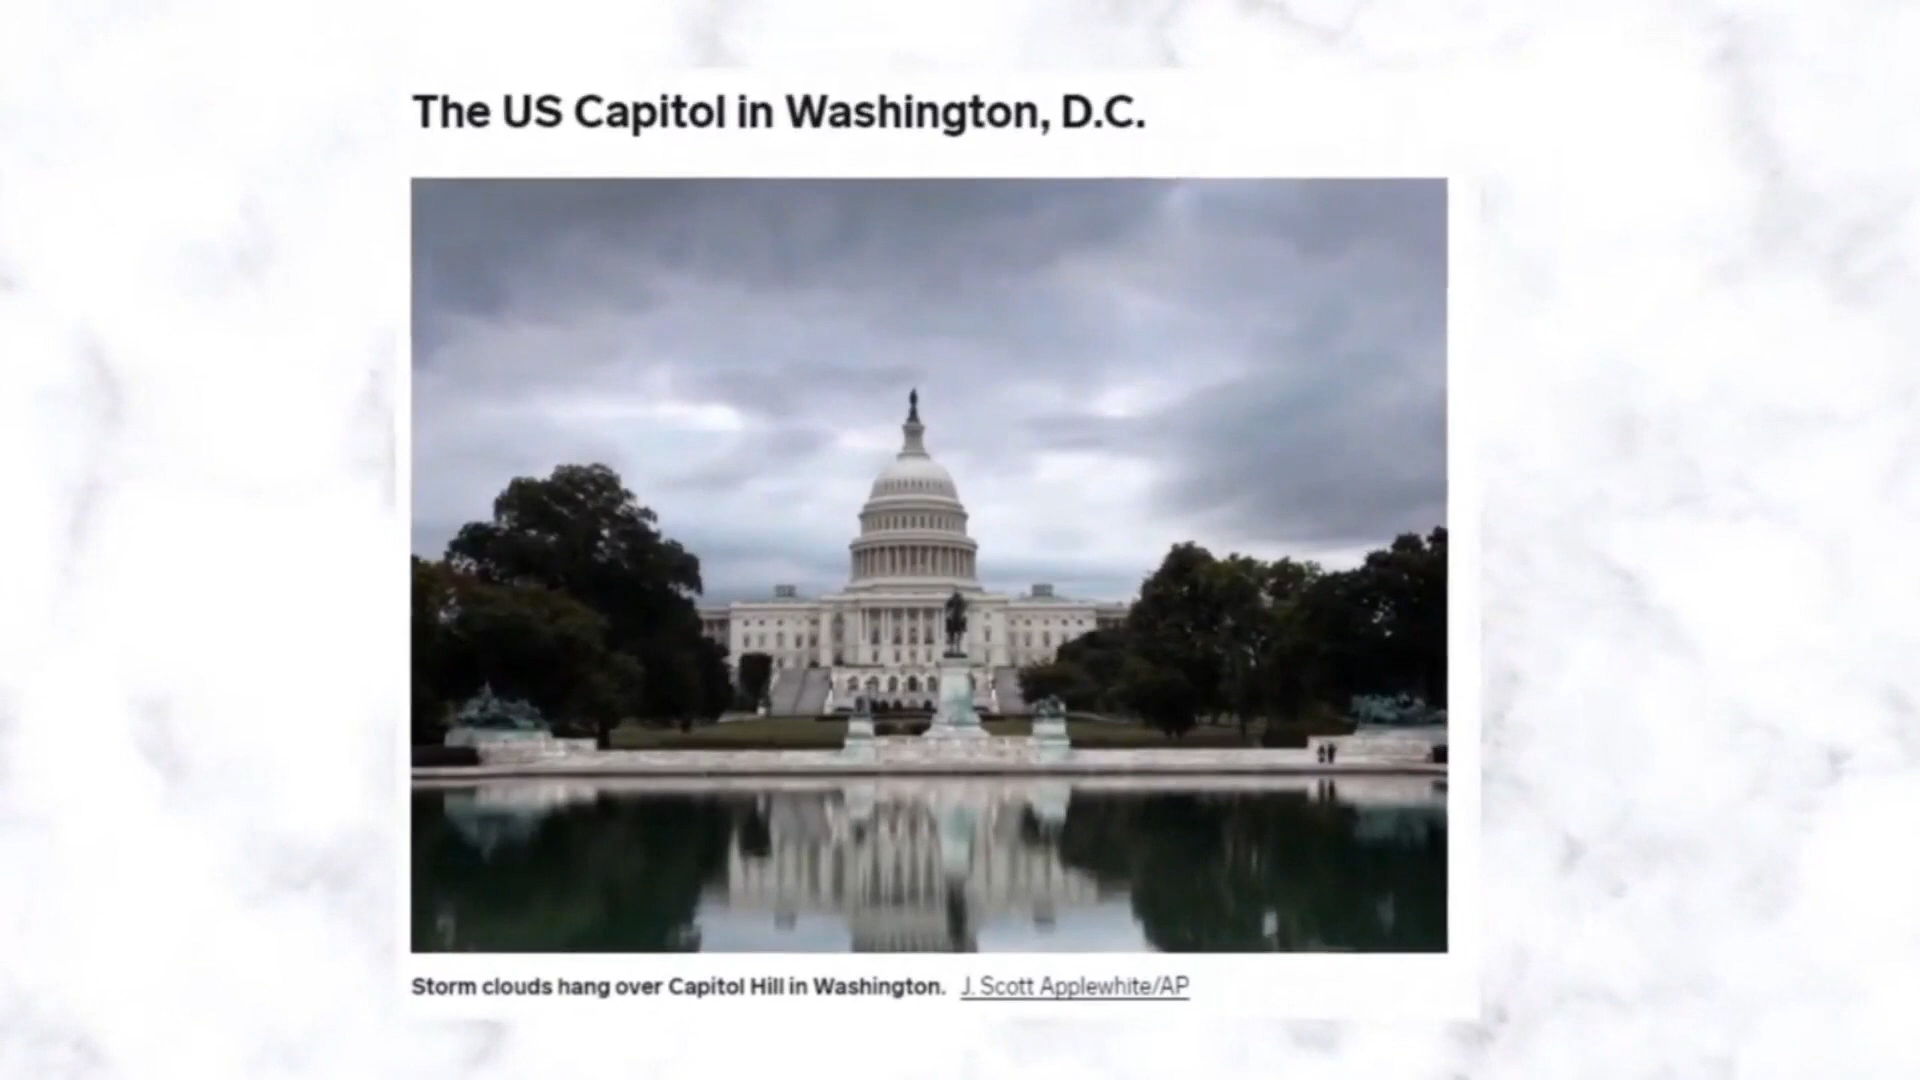 The US Capitol in Washington, D.C.
Storm clouds hang over Capitol Hill in Washington. J. Scott Applewhite/AP